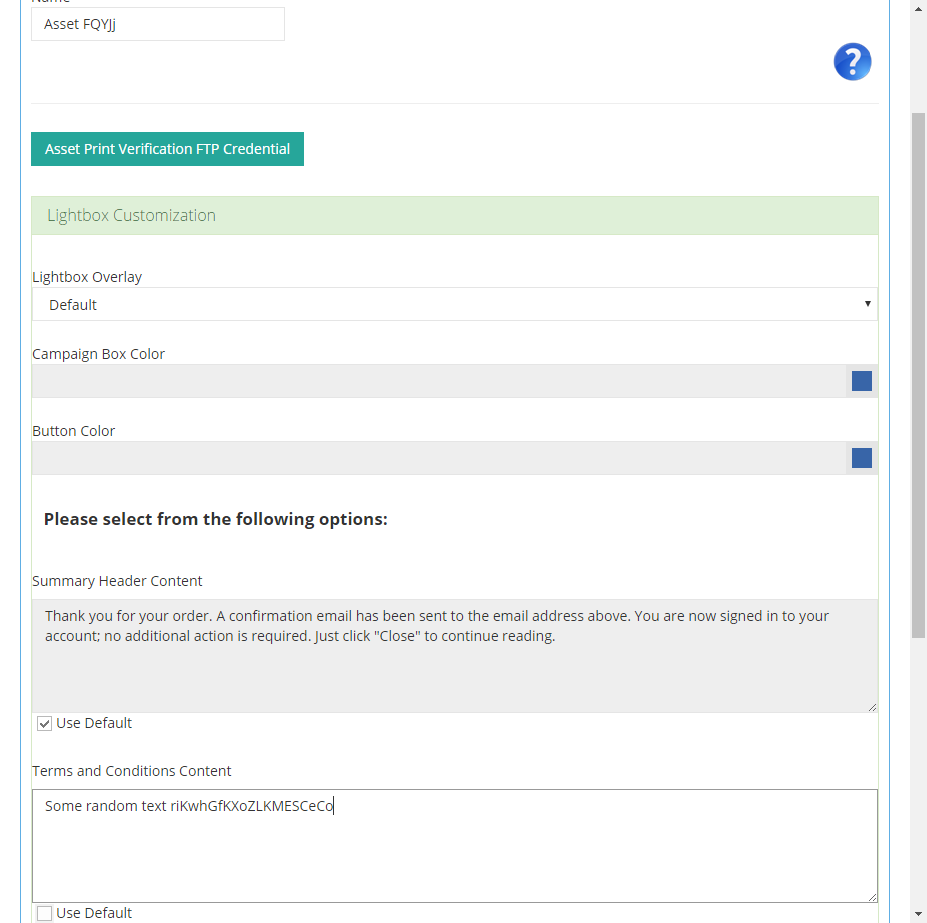 Name
Asset FQYJj
?
Asset Print Verification FTP Credential
Lightbox Customization
Lightbox Overlay
Default
Campaign Box Color
Button Color
Please select from the following options:
Summary Header Content
Thank you for your order. A confirmation email has been sent to the email address above. You are now signed in to your
account; no additional action is required. Just click "Close" to continue reading.
Use Default
Terms and Conditions Content
Some random text riKwhGfKXoZLKMESCeCo
Use Default